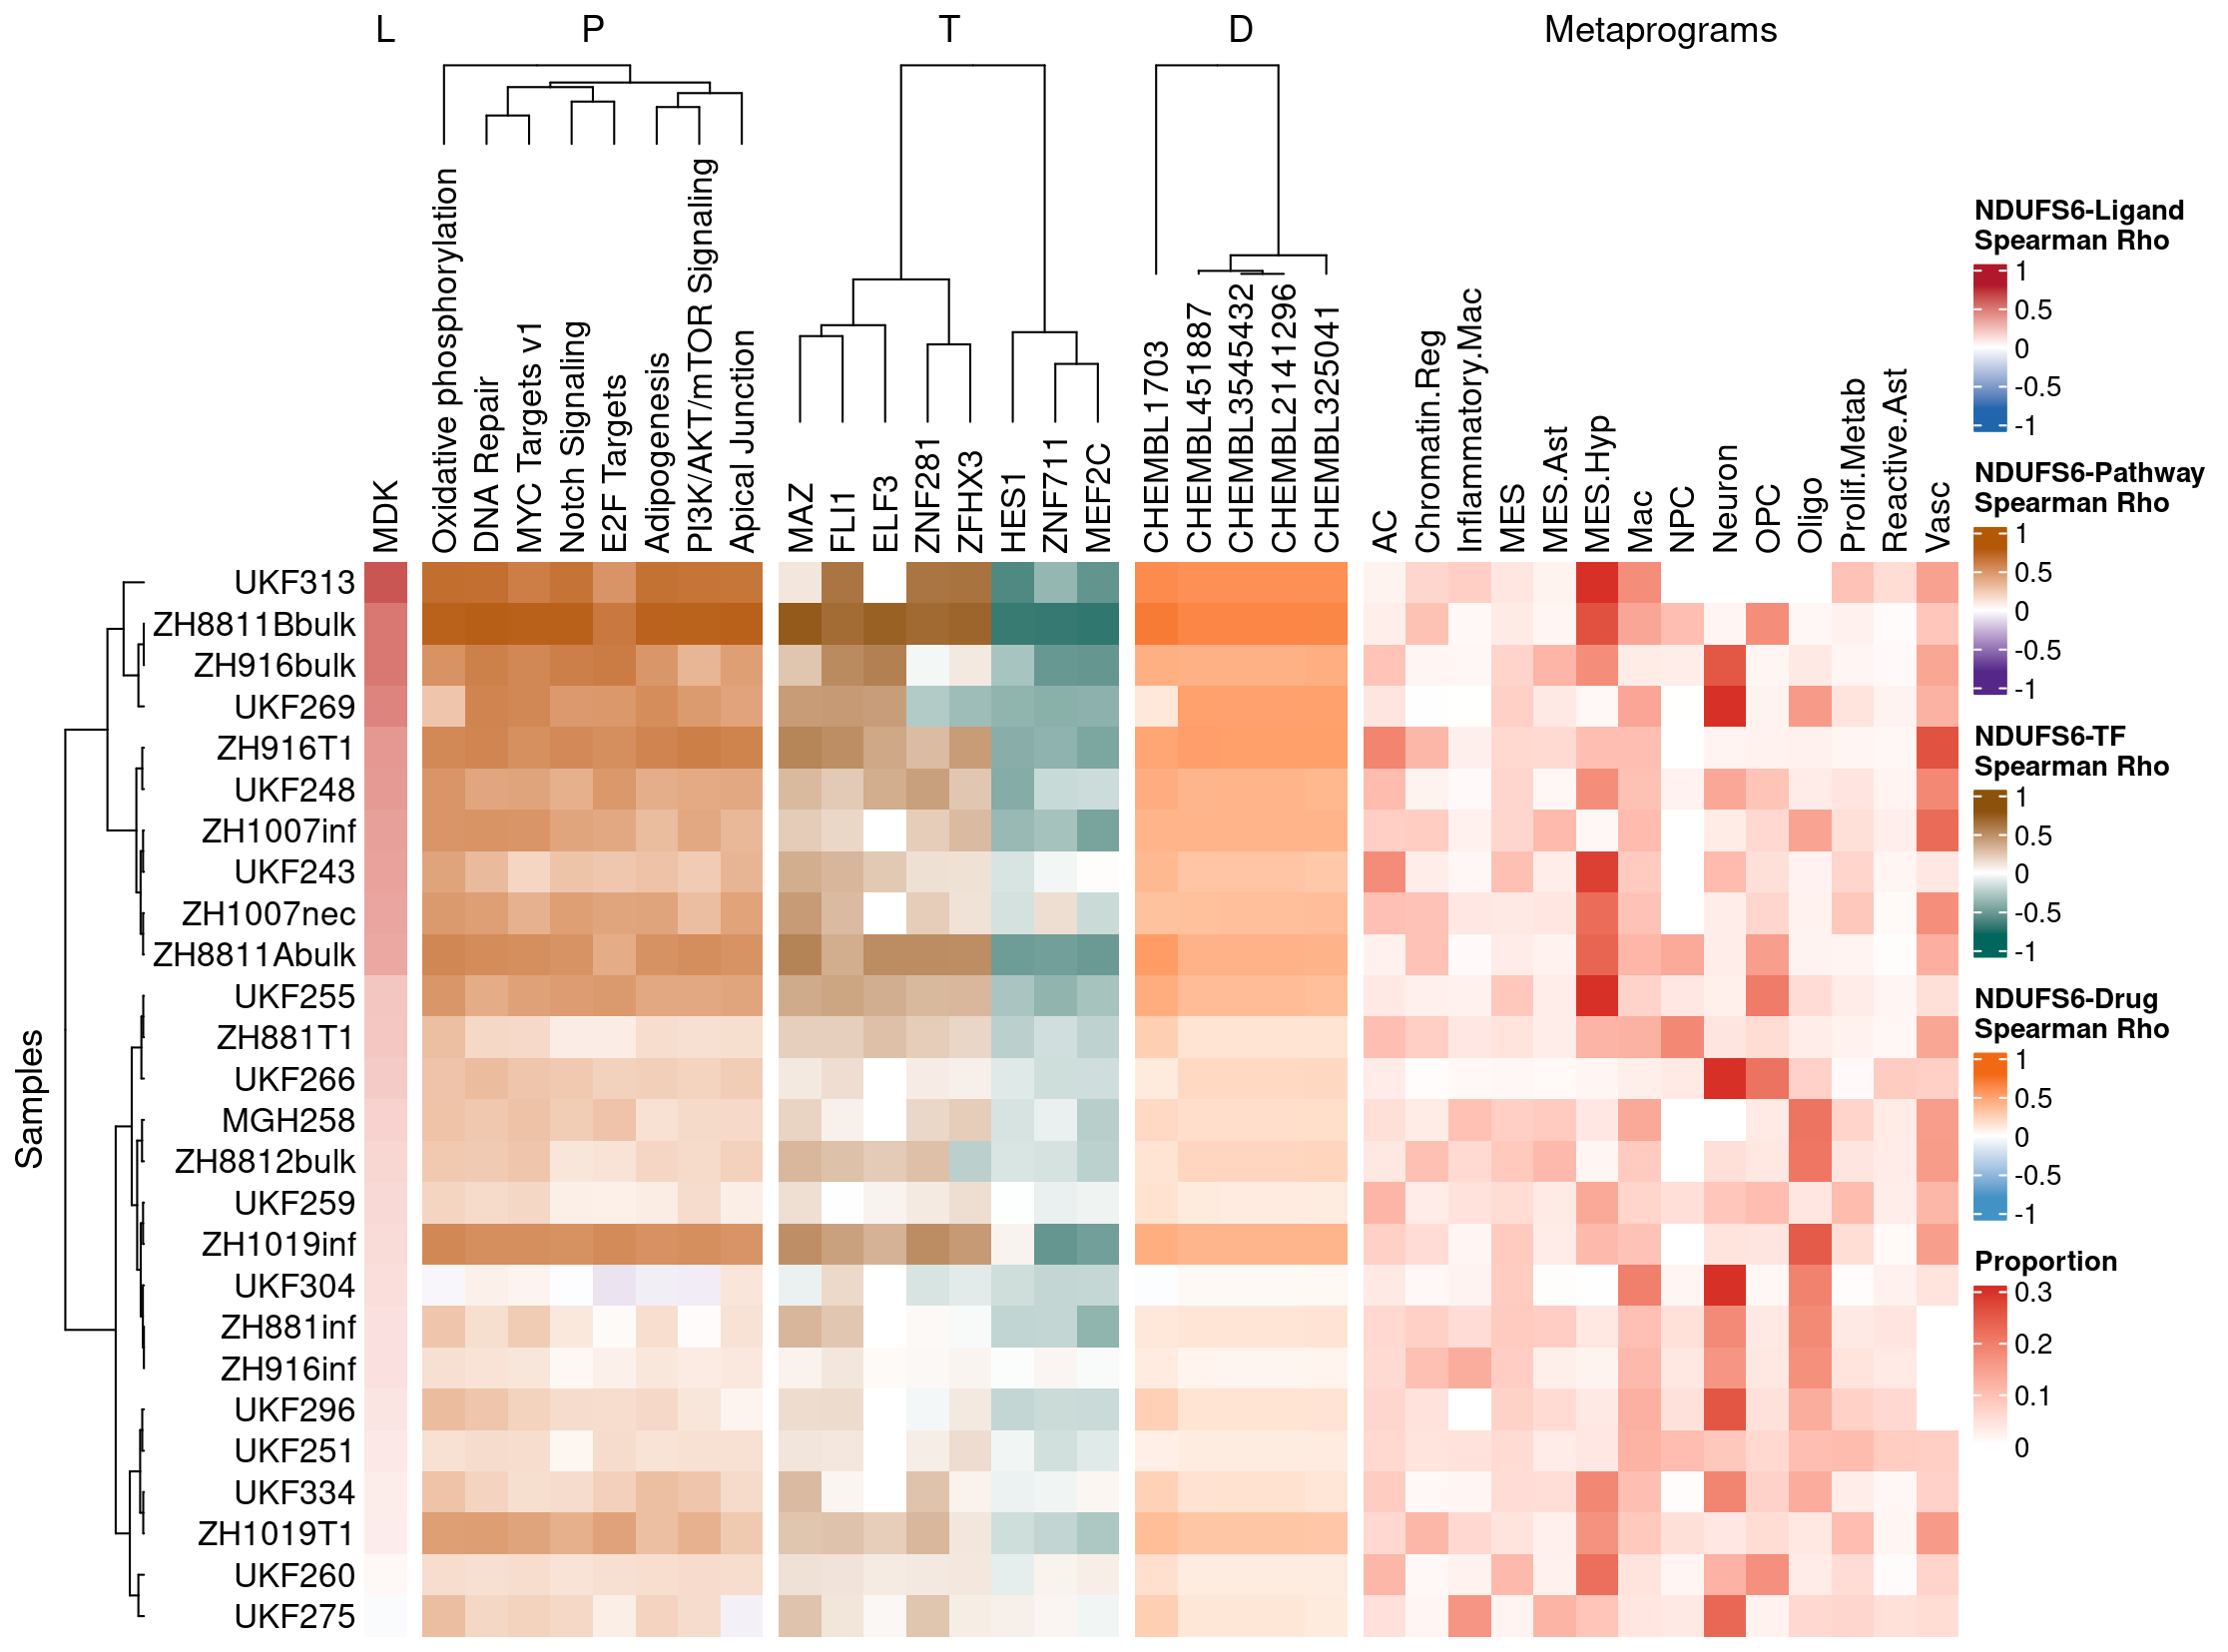 L
P
T
D
Metaprograms
MDK
Oxidative phosphorylation
DNA Repair
MYC Targets v1
Notch Signaling
E2F Targets
Adipogenesis
PI3K/AKT/mTOR Signaling
Apical Junction
MAZ
FLI1
ELF3
ZNF281
ZFHX3
HES1
ZNF711
MEF2C
CHEMBL1703
CHEMBL451887
CHEMBL3545432
CHEMBL2141296
CHEMBL325041
AC
Chromatin.Reg
Inflammatory.Mac
MES
MES.Ast
MES.Hyp
Mac
NPC
Neuron
OPC
Oligo
Prolif.Metab
Reactive.Ast
Vasc
Samples
UKF313
ZH8811Bbulk
ZH916bulk
UKF269
ZH916T1
UKF248
ZH1007inf
UKF243
ZH1007nec
ZH8811Abulk
UKF255
ZH881T1
UKF266
MGH258
ZH8812bulk
UKF259
ZH1019inf
UKF304
ZH881inf
ZH916inf
UKF296
UKF251
UKF334
ZH1019T1
UKF260
UKF275
NDUFS6-Ligand
Spearman Rho
1
0.5
0
-0.5
-1
NDUFS6-Pathway
Spearman Rho
1
0.5
0
-0.5
-1
NDUFS6-TF
Spearman Rho
1
0.5
0
-0.5
-1
NDUFS6-Drug
Spearman Rho
1
0.5
0
-0.5
-1
Proportion
0.3
0.2
0.1
0